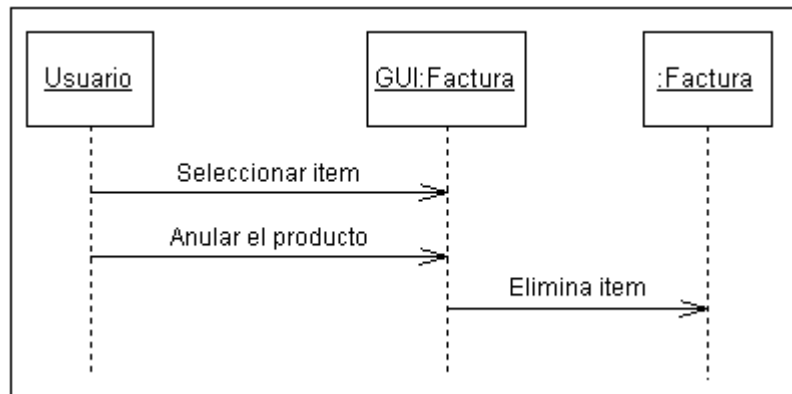 Usuario
GUI:Factura
:Factura
Seleccionar item
Anular el producto
Elimina item